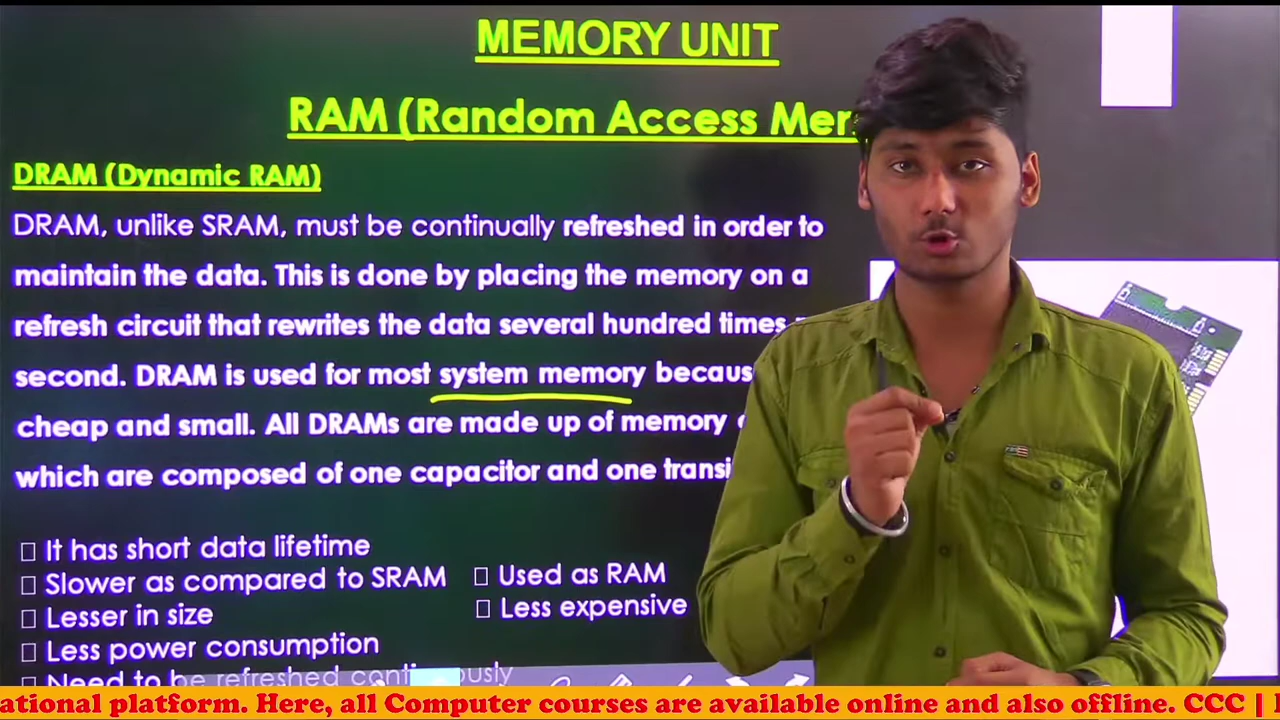 MEMORY UNIT
RAM (Random Access
DRAM (Dynamic RAM)
DRAM, unlike SRAM, must be continually refreshed in order to
maintain the data. This is done by placing the memory on a
refresh circuit that rewrites the data several hundred times
second. DRAM is used for most system memory
cheap and small. All DRAMs are made up of memory
which are composed of one capacitor and one
It has short data lifetime
Slower as compared to SRAM
Used as RAM
Lesser in size
Less expensive
Less power consumption
Need to be refreshed continuously
ational platform. Here, all Computer courses are available online and also offline. CCC |